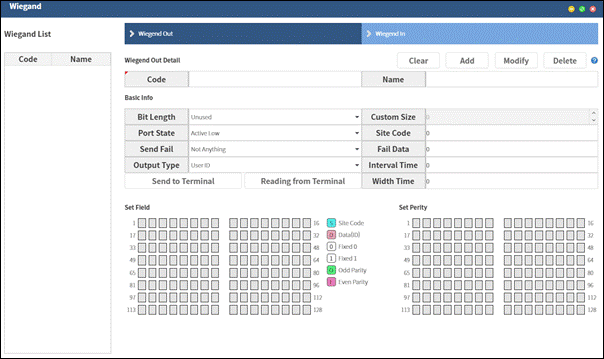 Wiegand
Wiegand List
Code Name
Wiegend Out
Wiegend In
Wiegend Out Detail
Clear Add Modify Delete ?
Code Name
Basic Info
Bit Length Unused Custom Size 0
Port State Active Low Site Code 0
Send Fail Not Anything Fail Data 0
Output Type User ID Interval Time 0
Send to Terminal Reading from Terminal Width Time 0
Set Field Set Perity
1 16 S Site Code 1 16
17 32 D Data(ID) 17 32
33 48 0 Fixed 0 33 48
49 64 1 Fixed 1 49 64
65 80 O Odd Parity 65 80
81 96 E Even Parity 81 96
97 112 97 112
113 128 113 128